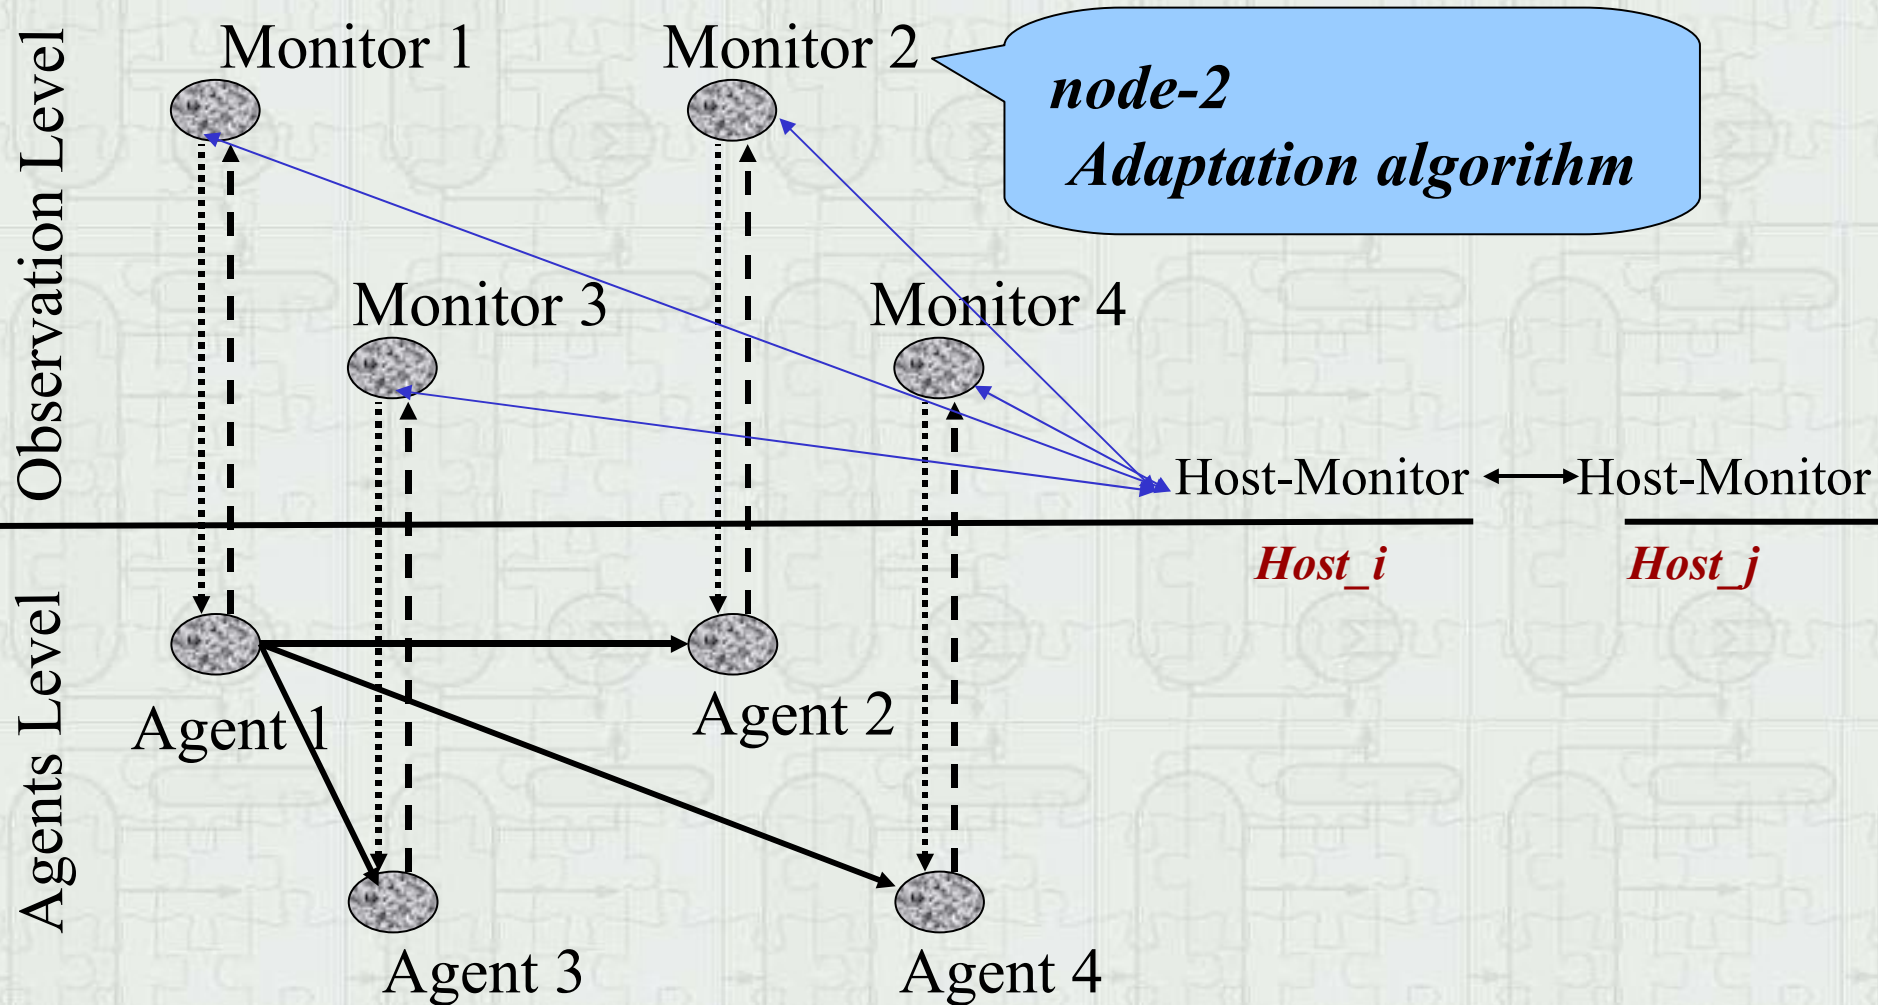 Observation Level
Monitor 1
Monitor 2
node-2
Adaptation algorithm
Monitor 3
Monitor 4
Host-Monitor
Host-Monitor
Host_i
Host_j
Agents Level
Agent 1
Agent 2
Agent 3
Agent 4